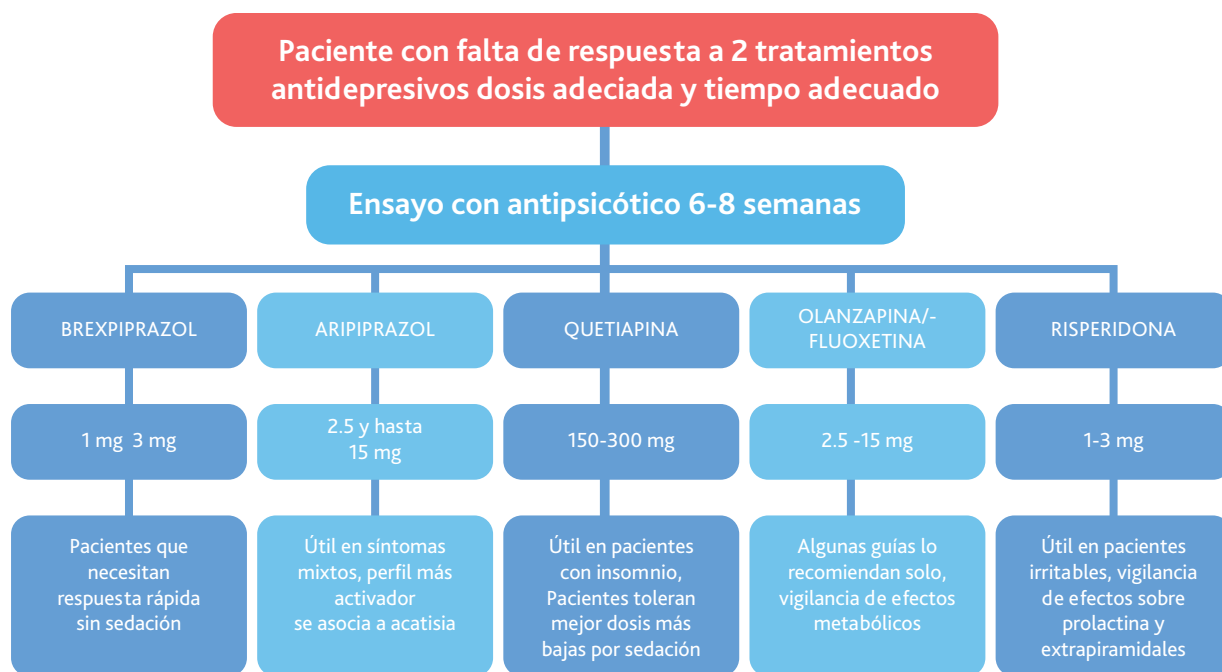 Paciente con falta de respuesta a 2 tratamientos
antidepresivos dosis adeciada y tiempo adecuado
Ensayo con antipsicótico 6-8 semanas
BREXPIPRAZOL
ARIPIPRAZOL
QUETIAPINA
OLANZAPINA/-
FLUOXETINA
RISPERIDONA
1 mg 3 mg
2.5 y hasta
15 mg
150-300 mg
2.5 -15 mg
1-3 mg
Pacientes que
necesitan
respuesta rápida
sin sedación
Útil en síntomas
mixtos, perfil más
activador
se asocia a acatisia
Útil en pacientes
con insomnio,
Pacientes toleran
mejor dosis más
bajas por sedación
Algunas guías lo
recomiendan solo,
vigilancia de efectos
metabólicos
Útil en pacientes
irritables, vigilancia
de efectos sobre
prolactina y
extrapiramidales